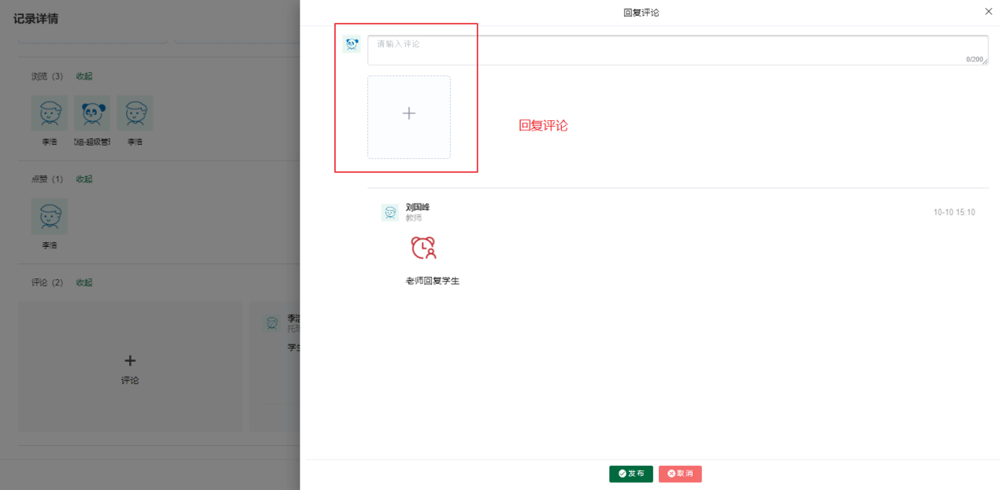 记录详情
回复评论
请输入评论
0/200
浏览（3） 收起
李浩
李浩
回复评论
点赞（1） 收起
李浩
刘国峰
教师
10-10 15:10
老师回复学生
评论（2） 收起
评论
发布
取消